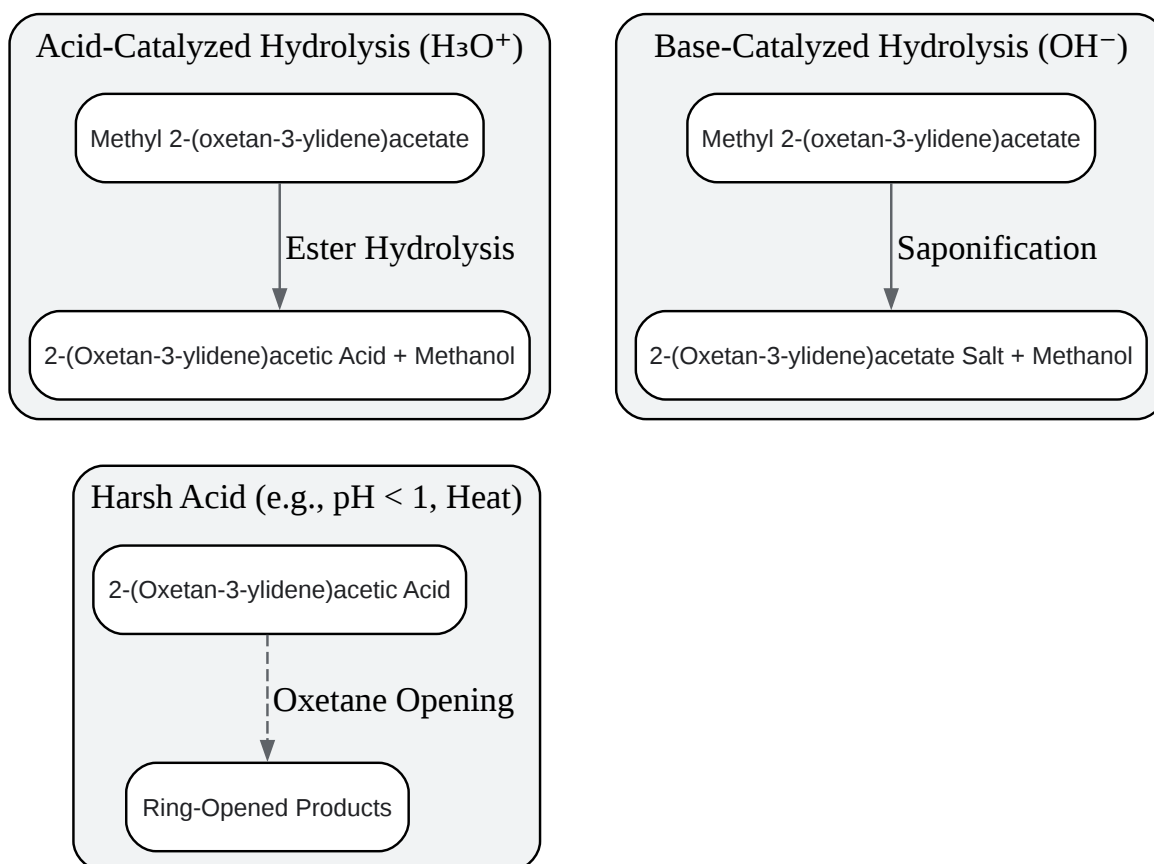 Acid-Catalyzed Hydrolysis (H₃O⁺)
Methyl 2-(oxetan-3-ylidene)acetate
Ester Hydrolysis
2-(Oxetan-3-ylidene)acetic Acid + Methanol
Base-Catalyzed Hydrolysis (OH⁻)
Methyl 2-(oxetan-3-ylidene)acetate
Saponification
2-(Oxetan-3-ylidene)acetate Salt + Methanol
Harsh Acid (e.g., pH < 1, Heat)
2-(Oxetan-3-ylidene)acetic Acid
Oxetane Opening
Ring-Opened Products